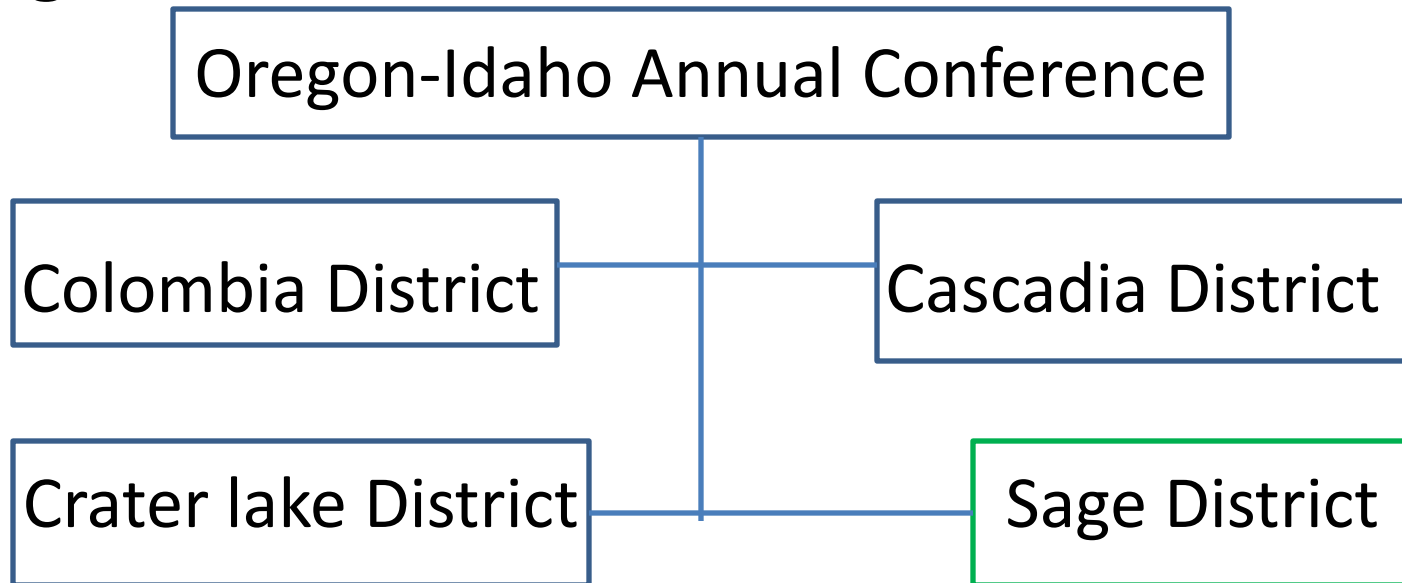 Oregon-Idaho Annual Conference
Colombia District
Cascadia District
Crater lake District
Sage District